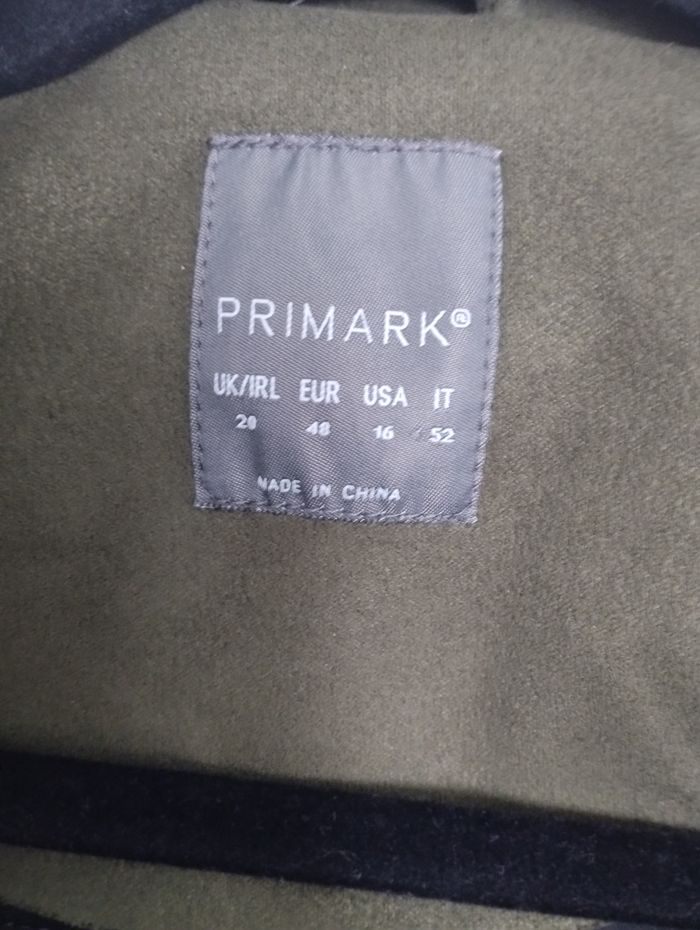 PRIMARK®
UK/IRL EUR USA IT
20 48 16 52
MADE IN CHINA